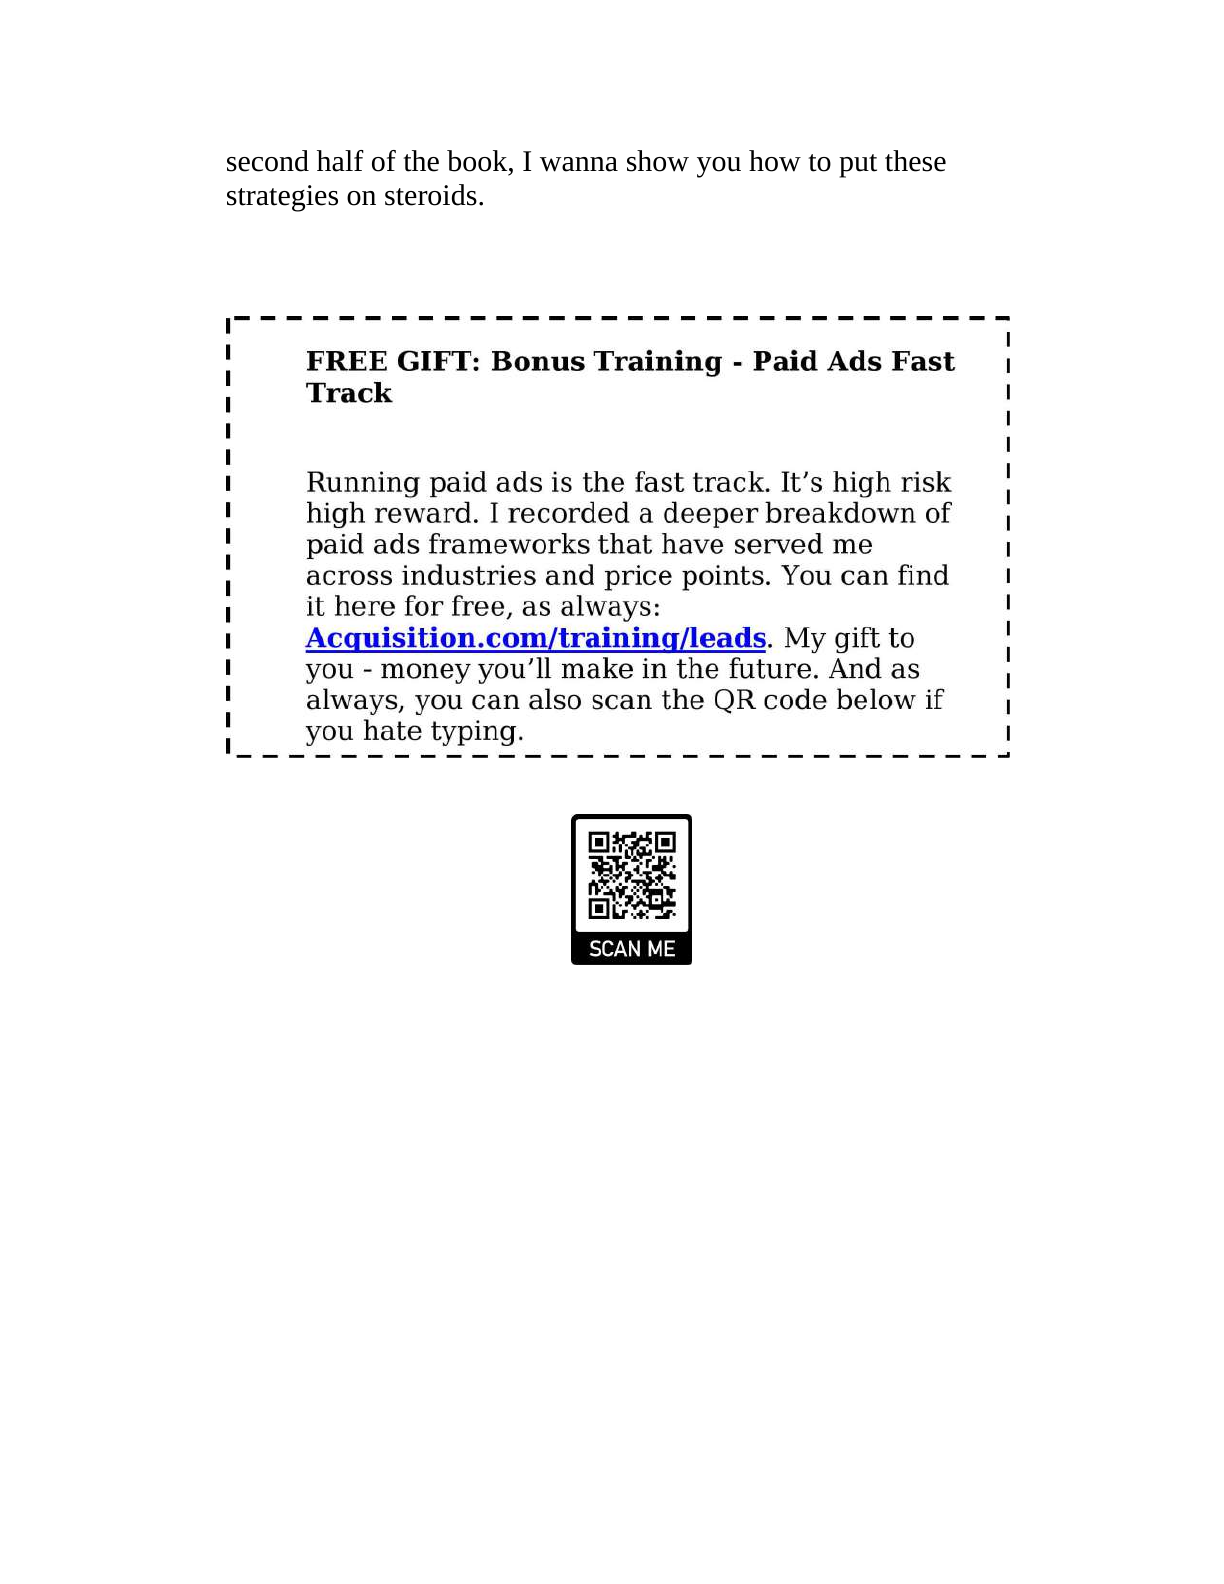 second half of the book, I wanna show you how to put these
strategies on steroids.
FREE GIFT: Bonus Training - Paid Ads Fast
Track
Running paid ads is the fast track. It’s high risk
high reward. I recorded a deeper breakdown of
paid ads frameworks that have served me
across industries and price points. You can find
it here for free, as always:
Acquisition.com/training/leads. My gift to
you - money you’ll make in the future. And as
always, you can also scan the QR code below if
you hate typing.
SCAN ME